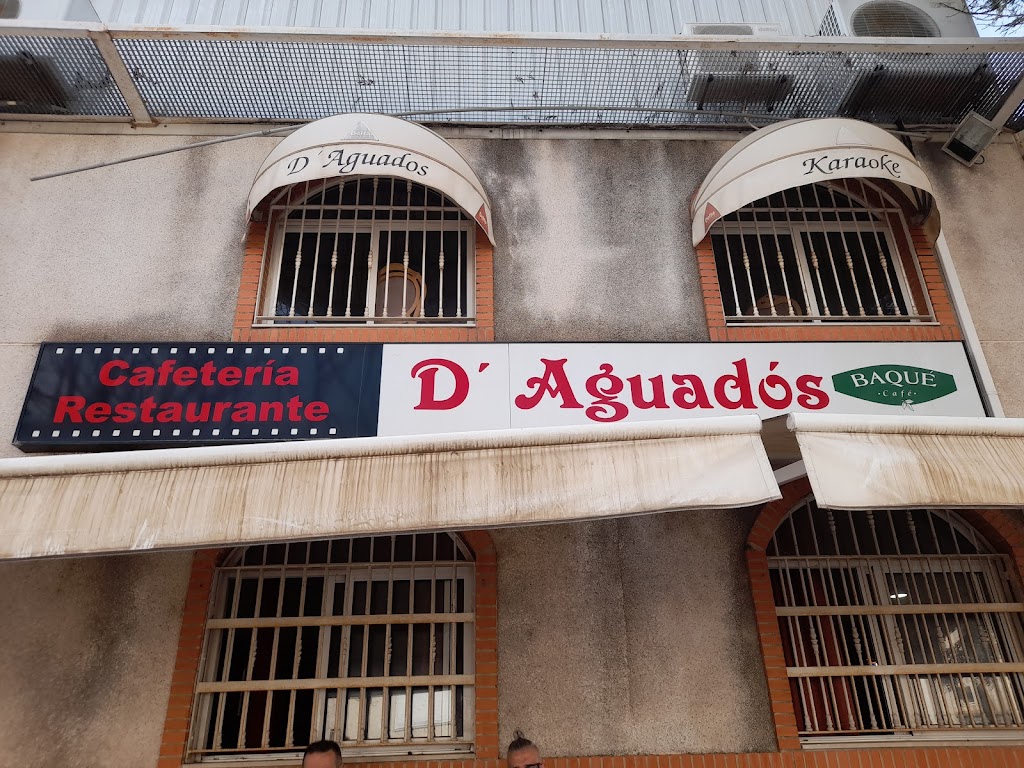 D´Aguados
Karaoke
Cafetería
Restaurante
D´ Aguadós
BAQUÉ
·Café·